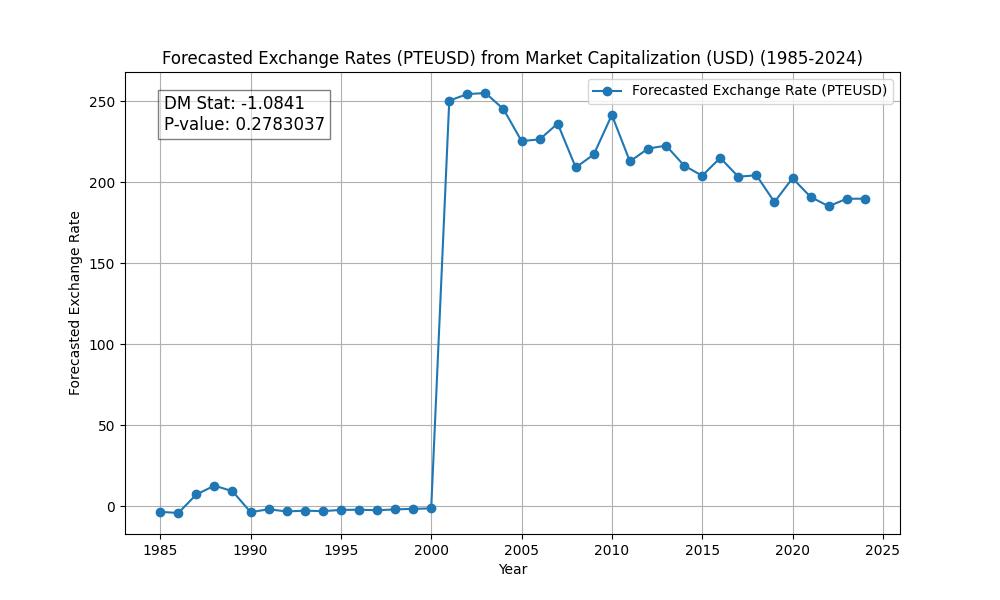 Forecasted Exchange Rates (PTEUSD) from Market Capitalization (USD) (1985-2024)
DM Stat: -1.0841
P-value: 0.2783037
Forecasted Exchange Rate (PTEUSD)
Forecasted Exchange Rate
250
200
150
100
50
0
1985 1990 1995 2000 2005 2010 2015 2020 2025
Year